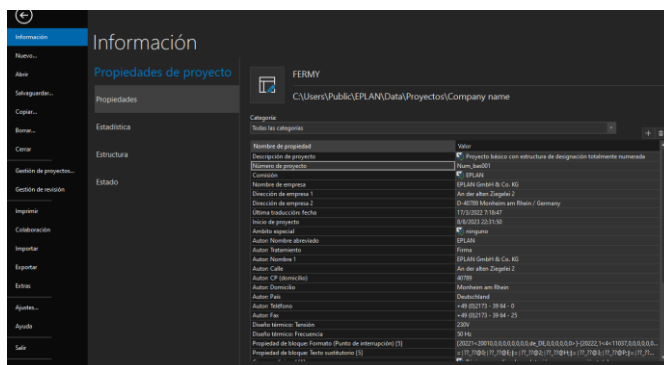 Información
Nuevo...
Abrir
Salvaguardar...
Copiar...
Borrar...
Cerrar
Gestión de proyectos...
Gestión de revisión
Imprimir
Colaboración
Importar
Exportar
Extras
Ajustes...
Ayuda
Salir
Información
Propiedades de proyecto
Propiedades
Estadística
Estructura
Estado
FERMY
C:\Users\Public\EPLAN\Data\Proyectos\Company name
Categoría:
Todas las categorías
Nombre de propiedad Valor
Descripción de proyecto Proyecto básico con estructura de designación totalmente numerada
Número de proyecto Num_bas001
Comisión EPLAN
Nombre de empresa EPLAN GmbH & Co. KG
Dirección de empresa 1 An der alten Ziegelei 2
Dirección de empresa 2 D-40789 Monheim am Rhein / Germany
Última traducción: fecha 17/3/2022 7:18:47
Inicio de proyecto 8/8/2023 22:31:50
Ámbito especial ninguno
Autor: Nombre abreviado EPLAN
Autor: Tratamiento Firma
Autor: Nombre 1 EPLAN GmbH & Co. KG
Autor: Calle An der alten Ziegelei 2
Autor: CP (domicilio) 40789
Autor: Domicilio Monheim am Rhein
Autor: País Deutschland
Autor: Teléfono +49 (0)2173 - 39 64 - 0
Autor: Fax +49 (0)2173 - 39 64 - 25
Diseño térmico: Tensión 230V
Diseño térmico: Frecuencia 50 Hz
Propiedad de bloque: Formato (Punto de interrupción) [5]
Propiedad de bloque: Texto sustitutorio [5]